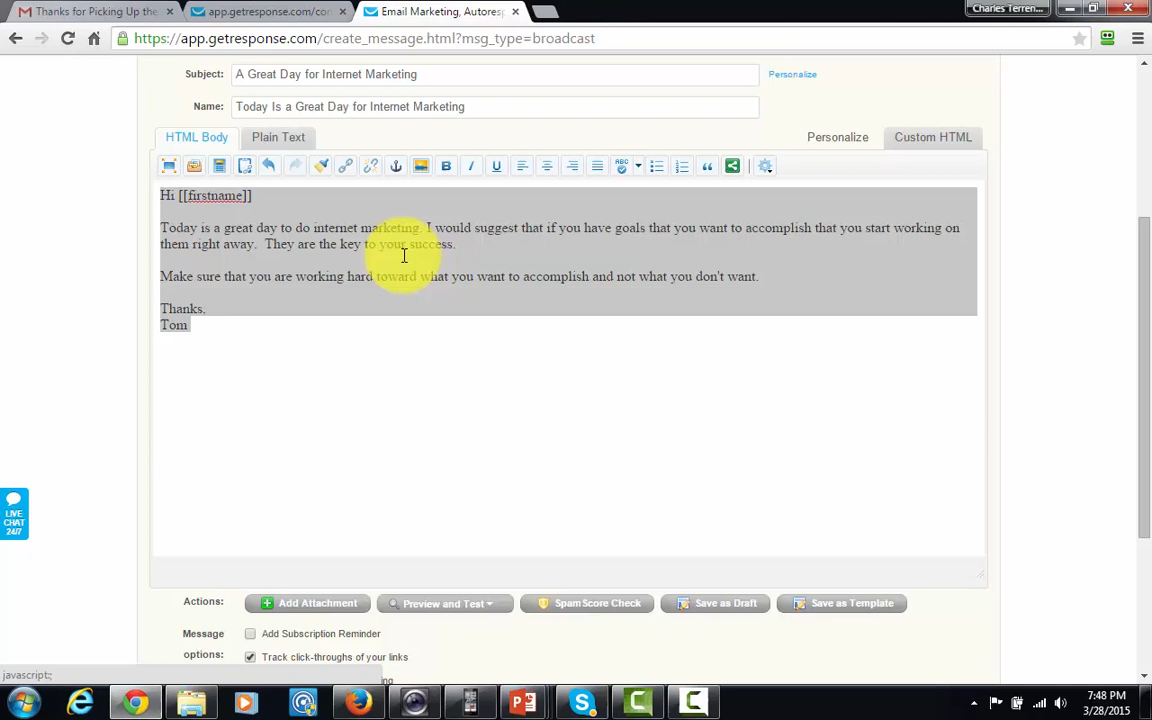 Thanks for Picking Up the
app.getresponse.com/con
Email Marketing, Autoresp
Charles Terren...
https://app.getresponse.com/create_message.html?msg_type=broadcast
Subject:
A Great Day for Internet Marketing
Personalize
Name:
Today Is a Great Day for Internet Marketing
HTML Body
Plain Text
Personalize
Custom HTML
B I U
ABC
Hi [[firstname]]
Today is a great day to do internet marketing. I would suggest that if you have goals that you want to accomplish that you start working on
them right away.  They are the key to your success.
Make sure that you are working hard toward what you want to accomplish and not what you don't want.
Thanks,
Tom
LIVE
CHAT
24/7
Actions:
Add Attachment
Preview and Test
SpamScore Check
Save as Draft
Save as Template
Message
Add Subscription Reminder
options:
Track click-throughs of your links
javascript:;
7:48 PM
3/28/2015